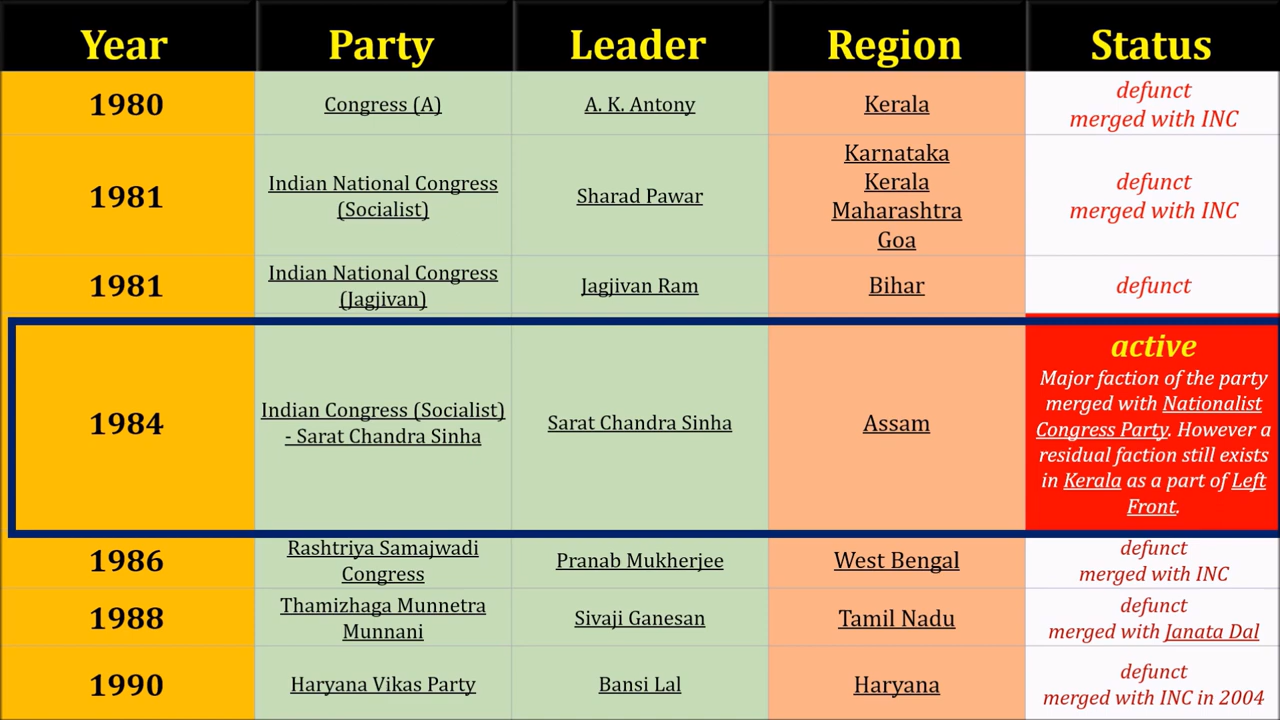 Year Party Leader Region Status
1980 Congress (A) A. K. Antony Kerala defunct
merged with INC
1981 Indian National Congress
(Socialist) Sharad Pawar Karnataka
Kerala
Maharashtra
Goa defunct
merged with INC
1981 Indian National Congress
(Jagjivan) Jagjivan Ram Bihar defunct
1984 Indian Congress (Socialist)
- Sarat Chandra Sinha Sarat Chandra Sinha Assam active
Major faction of the party
merged with Nationalist
Congress Party. However a
residual faction still exists
in Kerala as a part of Left
Front.
1986 Rashtriya Samajwadi
Congress Pranab Mukherjee West Bengal defunct
merged with INC
1988 Thamizhaga Munnetra
Munnani Sivaji Ganesan Tamil Nadu defunct
merged with Janata Dal
1990 Haryana Vikas Party Bansi Lal Haryana defunct
merged with INC in 2004